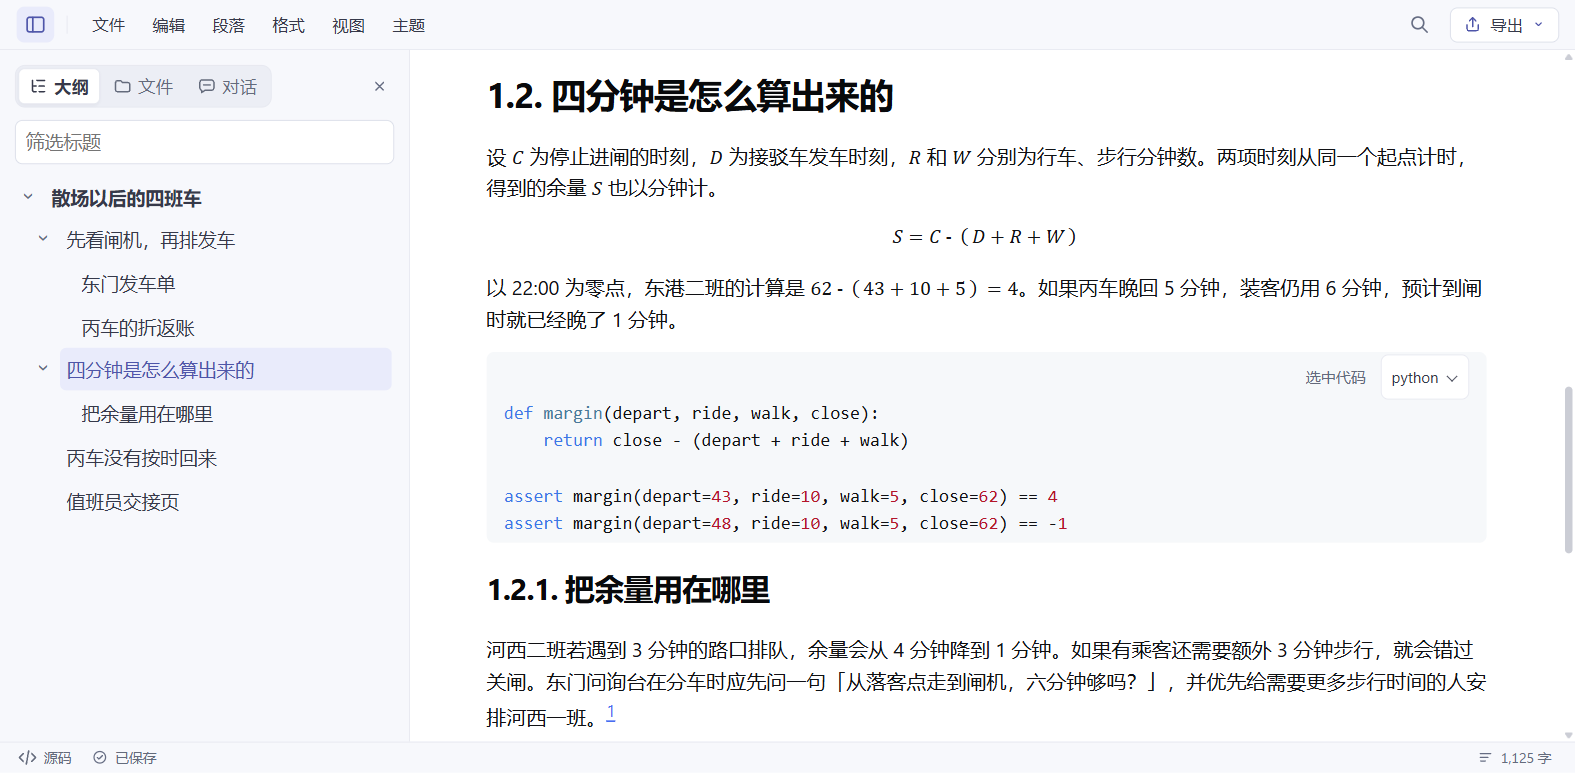 文件 编辑 段落 格式 视图 主题 导出
大纲 文件 对话
筛选标题
散场以后的四班车
先看闸机，再排发车
东门发车单
丙车的折返账
四分钟是怎么算出来的
把余量用在哪里
丙车没有按时回来
值班员交接页
1.2. 四分钟是怎么算出来的
设 C 为停止进闸的时刻，D 为接驳车发车时刻，R 和 W 分别为行车、步行分钟数。两项时刻从同一个起点计时，
得到的余量 S 也以分钟计。
S = C - （D + R + W）
以 22:00 为零点，东港二班的计算是 62 -（43 + 10 + 5）= 4。如果丙车晚回 5 分钟，装客仍用 6 分钟，预计到闸
时就已经晚了 1 分钟。
选中代码 python
def margin(depart, ride, walk, close):
    return close - (depart + ride + walk)
assert margin(depart=43, ride=10, walk=5, close=62) == 4
assert margin(depart=48, ride=10, walk=5, close=62) == -1
1.2.1. 把余量用在哪里
河西二班若遇到 3 分钟的路口排队，余量会从 4 分钟降到 1 分钟。如果有乘客还需要额外 3 分钟步行，就会错过
关闸。东门问询台在分车时应先问一句「从落客点走到闸机，六分钟够吗？」，并优先给需要更多步行时间的人安
排河西一班。1
源码 已保存 1,125 字